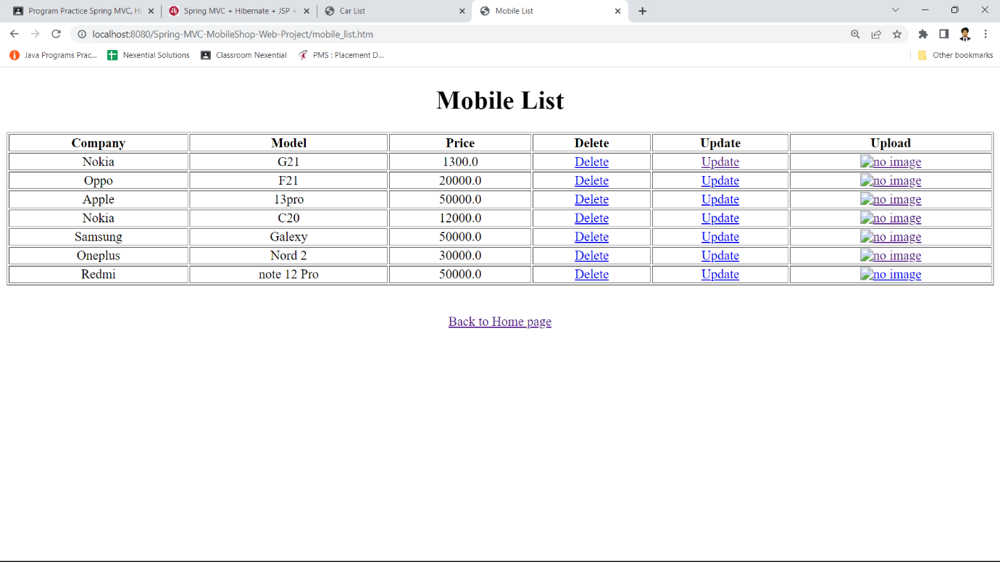 Program Practice Spring MVC, Hi
Spring MVC + Hibernate + JSP +
Car List
Mobile List
localhost:8080/Spring-MVC-MobileShop-Web-Project/mobile_list.htm
Java Programs Prac...
Nexential Solutions
Classroom Nexential
PMS : Placement D...
Other bookmarks
Mobile List
Company Model Price Delete Update Upload
Nokia G21 1300.0 Delete Update no image
Oppo F21 20000.0 Delete Update no image
Apple 13pro 50000.0 Delete Update no image
Nokia C20 12000.0 Delete Update no image
Samsung Galexy 50000.0 Delete Update no image
Oneplus Nord 2 30000.0 Delete Update no image
Redmi note 12 Pro 50000.0 Delete Update no image
Back to Home page